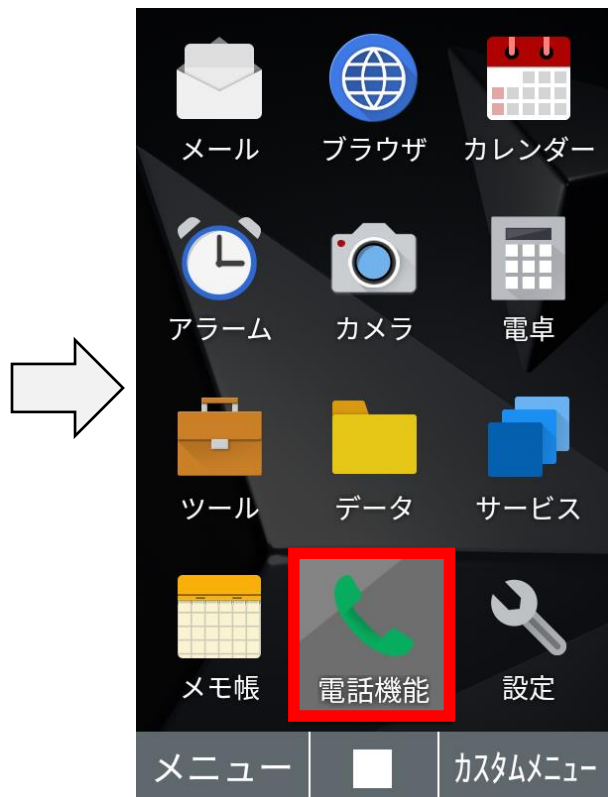 メール ブラウザ カレンダー
アラーム カメラ 電卓
ツール データ サービス
メモ帳 電話機能 設定
メニュー カスタムメニュー